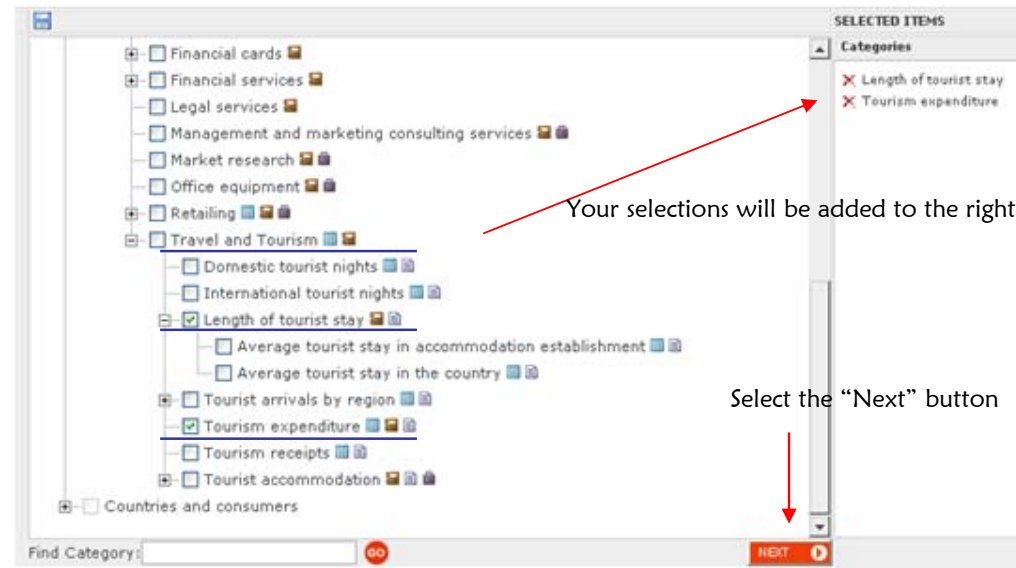 SELECTED ITEMS
Categories
Financial cards
Financial services
Legal services
Management and marketing consulting services
Market research
Office equipment
Retailing
Travel and Tourism
Domestic tourist nights
International tourist nights
Length of tourist stay
Average tourist stay in accommodation establishment
Average tourist stay in the country
Tourist arrivals by region
Tourism expenditure
Tourism receipts
Tourist accommodation
Countries and consumers
Length of tourist stay
Tourism expenditure
Your selections will be added to the right
Select the “Next” button
Find Category:
GO
NEXT